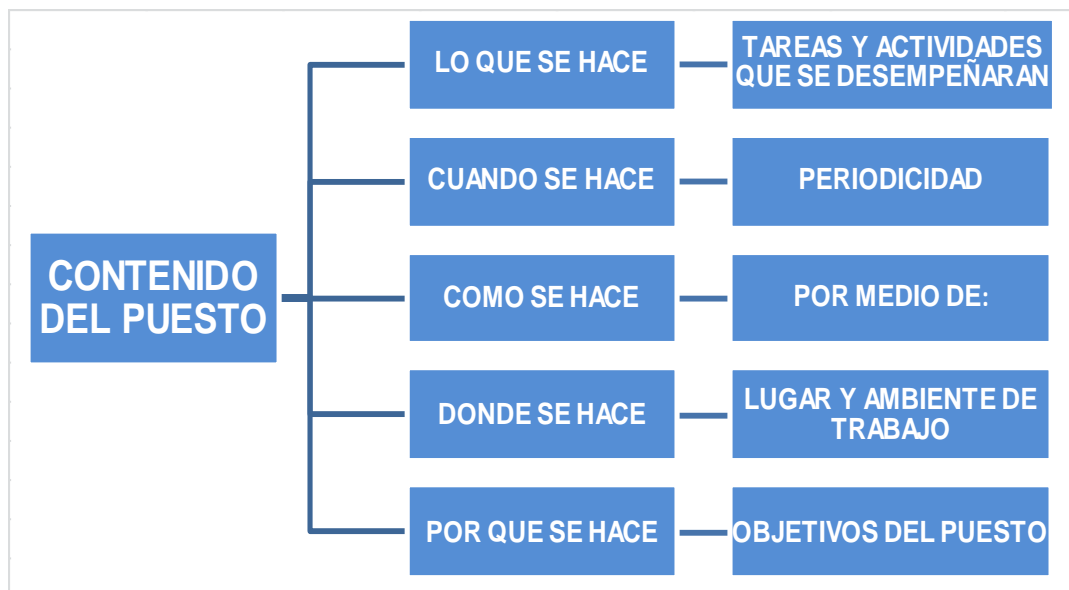 CONTENIDO
DEL PUESTO
LO QUE SE HACE
TAREAS Y ACTIVIDADES
QUE SE DESEMPEÑARAN
CUANDO SE HACE
PERIODICIDAD
COMO SE HACE
POR MEDIO DE:
DONDE SE HACE
LUGAR Y AMBIENTE DE
TRABAJO
POR QUE SE HACE
OBJETIVOS DEL PUESTO